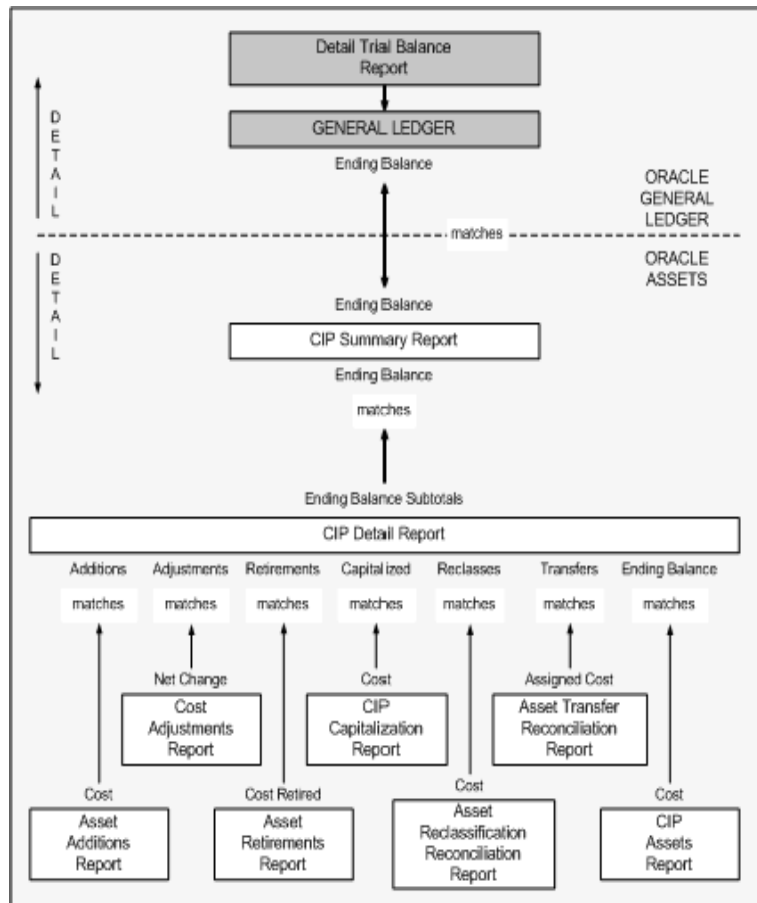 Detail Trial Balance
Report
GENERAL LEDGER
Ending Balance
DETAIL
ORACLE
GENERAL
LEDGER
matches
DETAIL
ORACLE
ASSETS
Ending Balance
CIP Summary Report
Ending Balance
matches
Ending Balance Subtotals
CIP Detail Report
Additions Adjustments Retirements Capitalized Reclasses Transfers Ending Balance
matches matches matches matches matches matches matches
Net Change Cost Assigned Cost
Cost
Adjustments
Report
CIP
Capitalization
Report
Asset Transfer
Reconciliation
Report
Cost Cost Retired Cost Cost
Asset
Additions
Report
Asset
Retirements
Report
Asset
Reclassification
Reconciliation
Report
CIP
Assets
Report